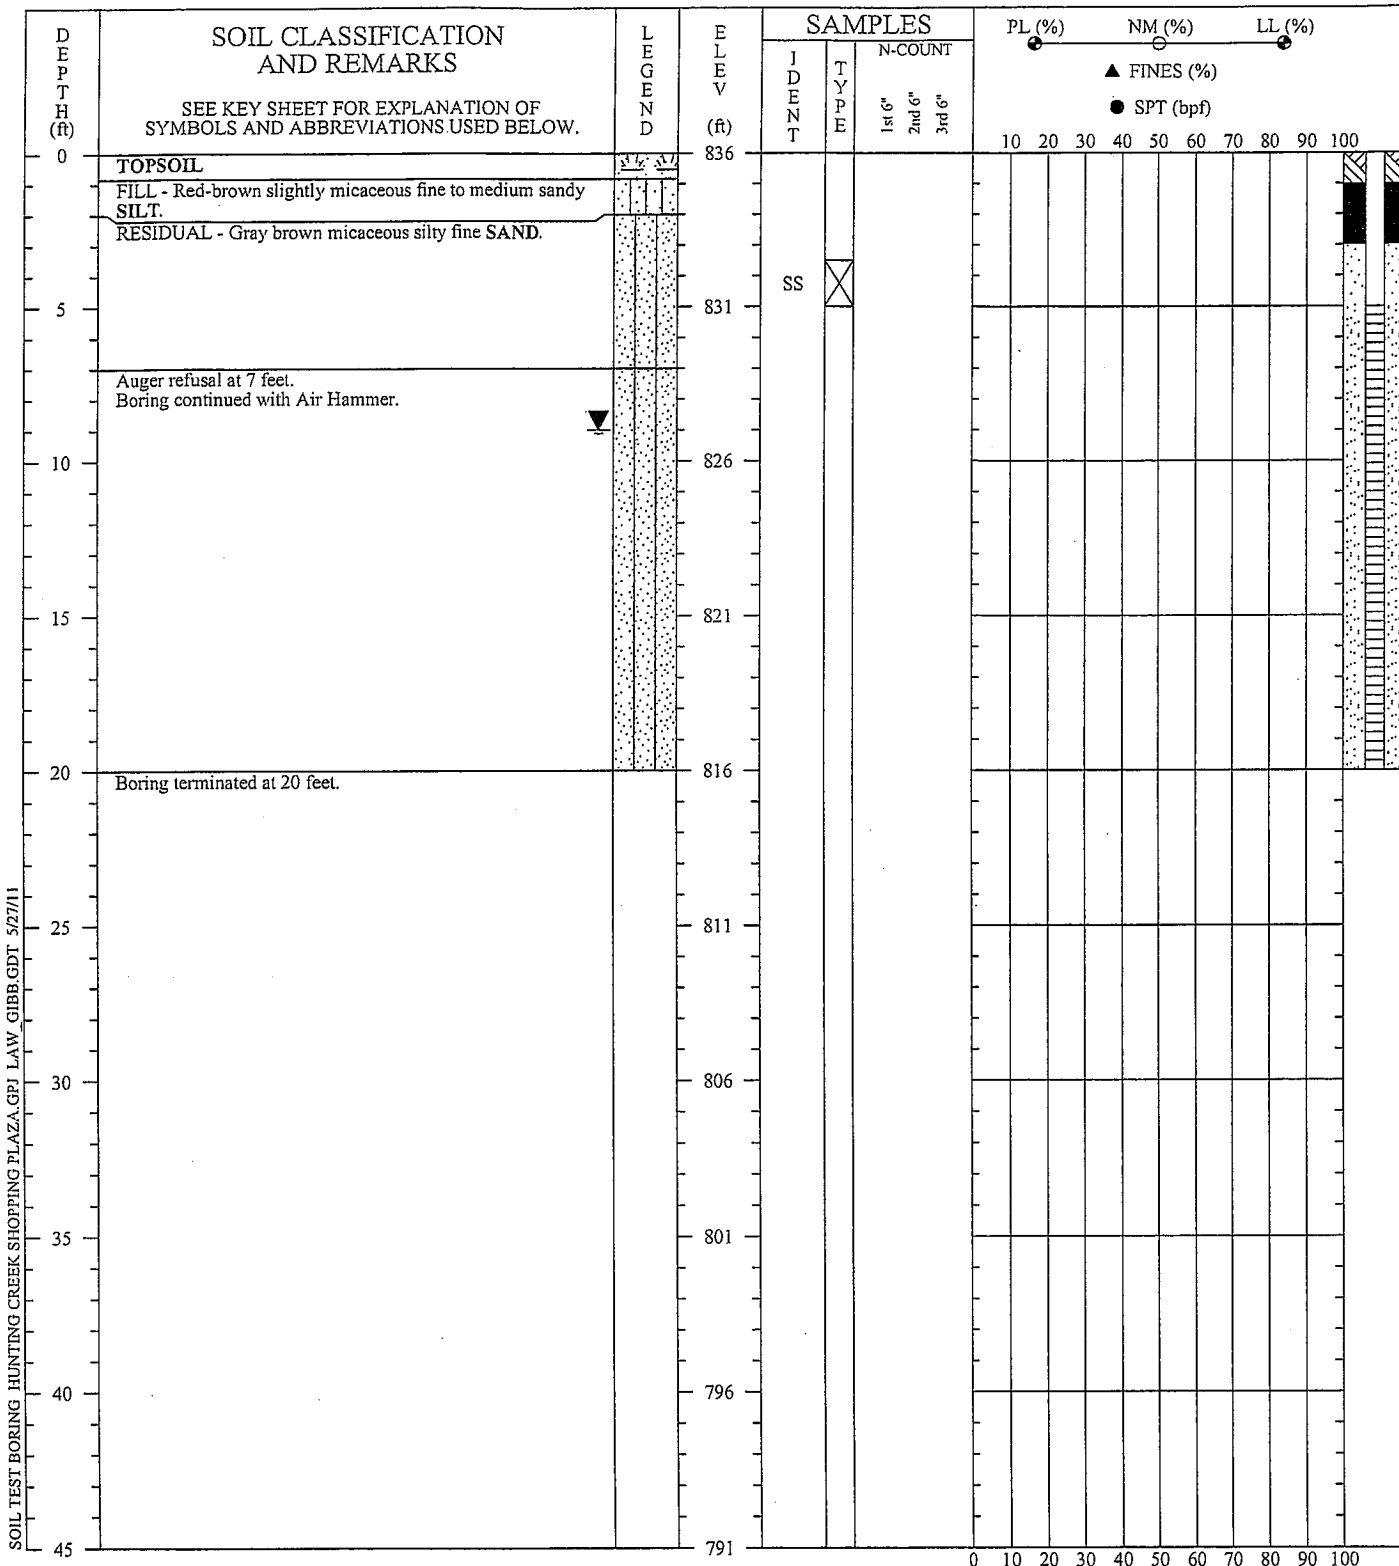 DEPTH (ft)
SOIL CLASSIFICATION
AND REMARKS
SEE KEY SHEET FOR EXPLANATION OF
SYMBOLS AND ABBREVIATIONS USED BELOW.
LEGEND
ELEV (ft)
SAMPLES
IDENT
TYPE
N-COUNT
1st 6"
2nd 6"
3rd 6"
PL (%) NM (%) LL (%)
▲ FINES (%)
● SPT (bpf)
10 20 30 40 50 60 70 80 90 100
0 836
TOPSOIL
FILL - Red-brown slightly micaceous fine to medium sandy
SILT.
RESIDUAL - Gray brown micaceous silty fine SAND.
SS
5 831
Auger refusal at 7 feet.
Boring continued with Air Hammer.
10 826
15 821
20 816
Boring terminated at 20 feet.
25 811
30 806
35 801
40 796
45 791
0 10 20 30 40 50 60 70 80 90 100
SOIL TEST BORING HUNTING CREEK SHOPPING PLAZA.GPJ LAW_GIBB.GDT 5/27/11